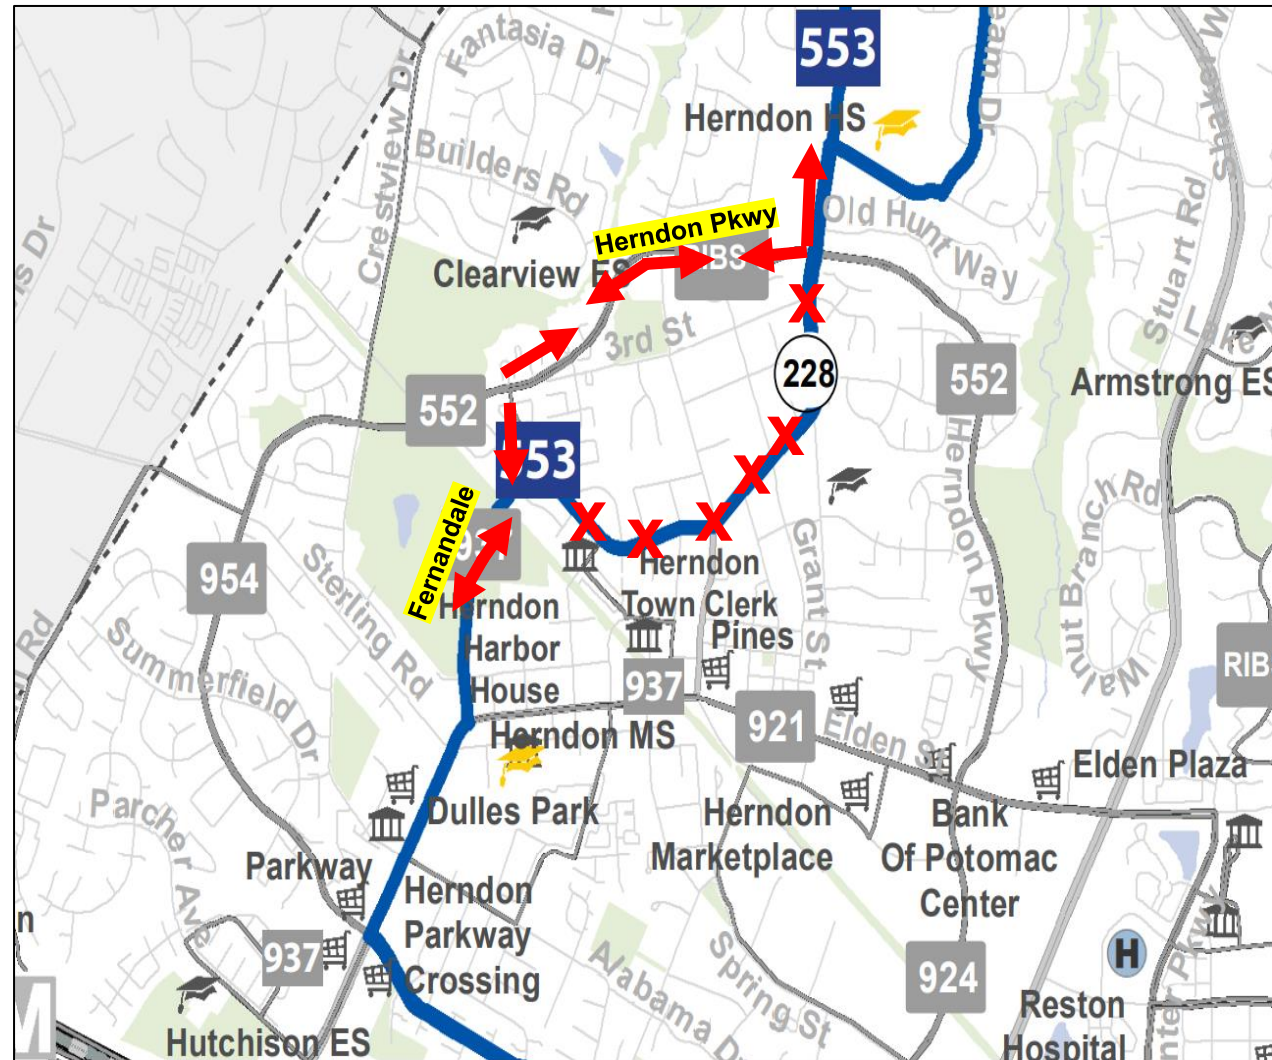 553
Fantasia Dr
Herndon HS
Crestview Dr
Builders Rd
Herndon Pkwy
Old Hunt Way
Clearview ES
Stuart Rd
3rd St
228
552
552
Armstrong ES
553
Herndon Pkwy
Walnut Branch Rd
Fernandale
Grant St
954
Sterling Rd
Herndon
Town Clerk
Pines
Herndon
Harbor
House
Summerfield Dr
RIB
937
921
Elden S
Herndon MS
Elden Plaza
Parcher Ave
Dulles Park
Herndon
Marketplace
Bank
Of Potomac
Center
Parkway
Herndon
Parkway
Crossing
937
Alabama D
Spring St
924
H
Hutchison ES
Reston
Hospital
X
X
X
X
X
X